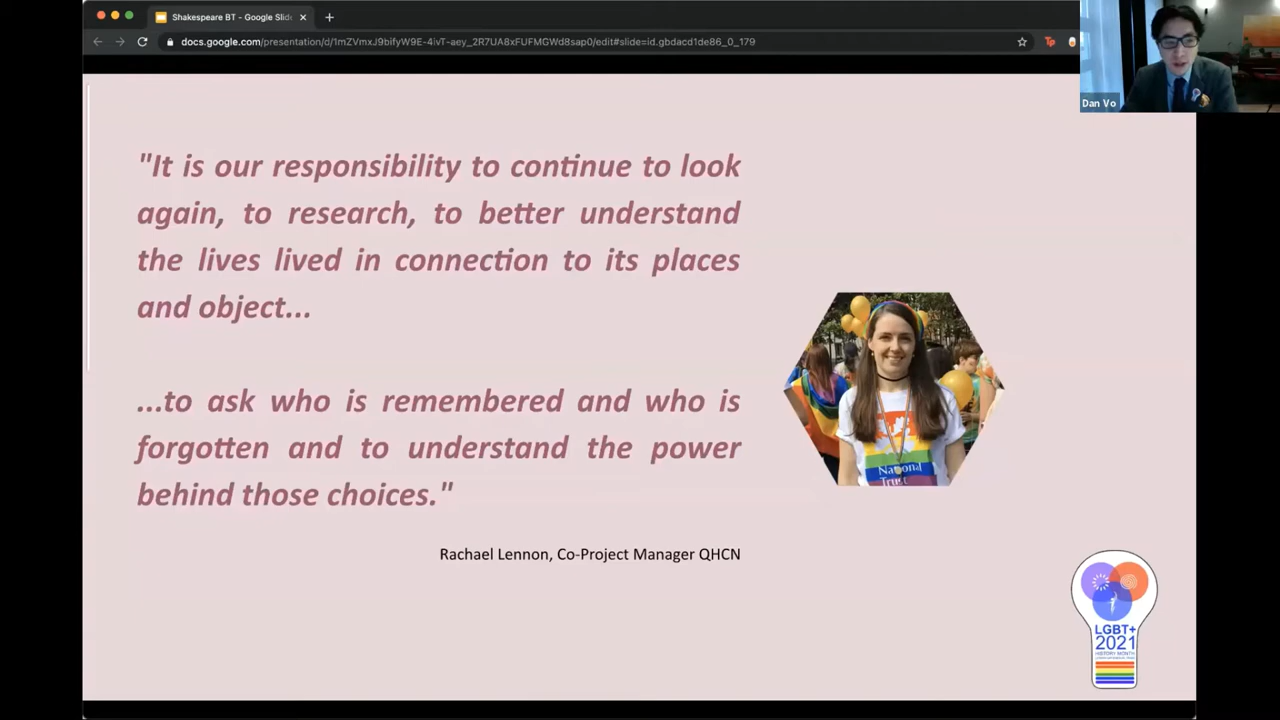 Shakespeare BT - Google Slid
docs.google.com/presentation/d/1mZVmxJ9bifyW9E-4ivT-aey_2R7UA8xFUFMGWd8sap0/edit#slide=id.gbdacd1de86_0_179
Dan Vo
"It is our responsibility to continue to look
again, to research, to better understand
the lives lived in connection to its places
and object...
...to ask who is remembered and who is
forgotten and to understand the power
behind those choices."
Rachael Lennon, Co-Project Manager QHCN
National
Trust
LGBT+
2021
HISTORY MONTH